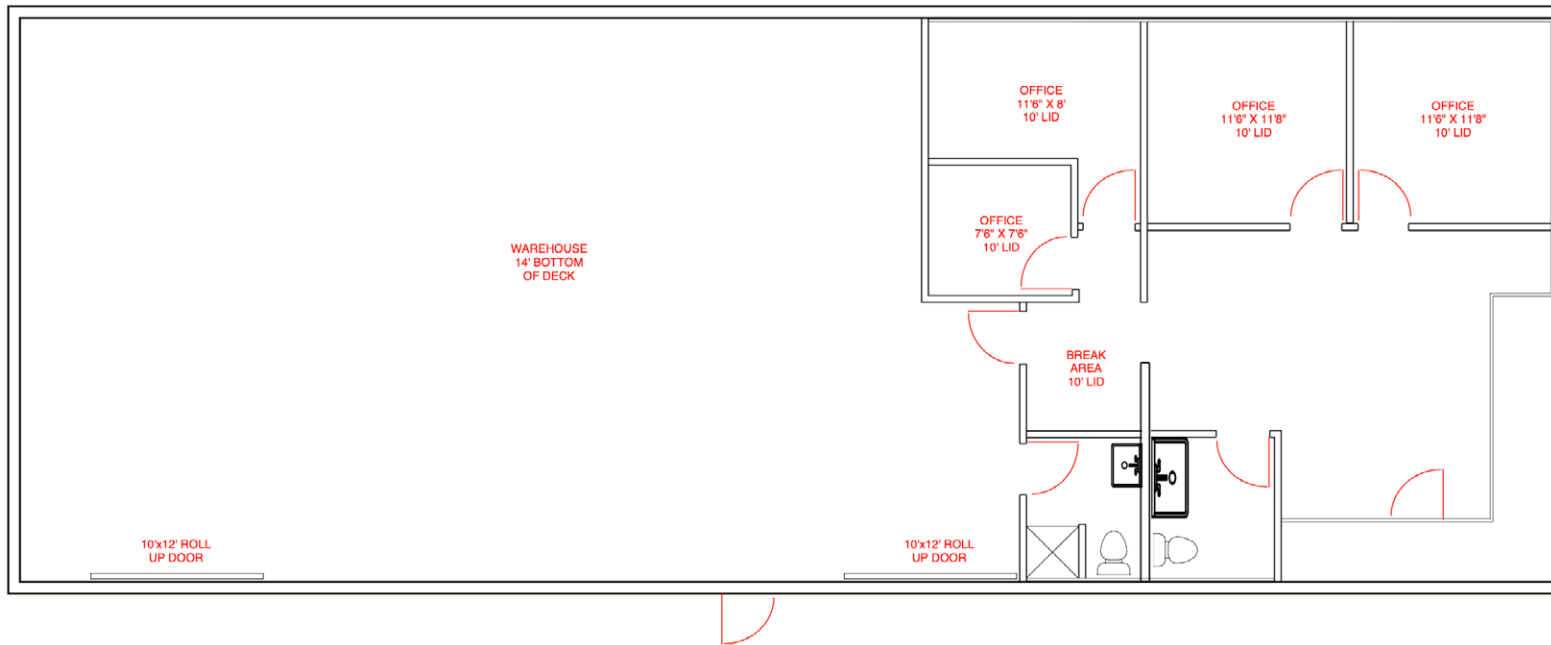 OFFICE
11'6" X 8'
10' LID
OFFICE
11'6" X 11'8"
10' LID
OFFICE
11'6" X 11'8"
10' LID
OFFICE
7'6" X 7'6"
10' LID
WAREHOUSE
14' BOTTOM
OF DECK
BREAK
AREA
10' LID
10'x12' ROLL
UP DOOR
10'x12' ROLL
UP DOOR